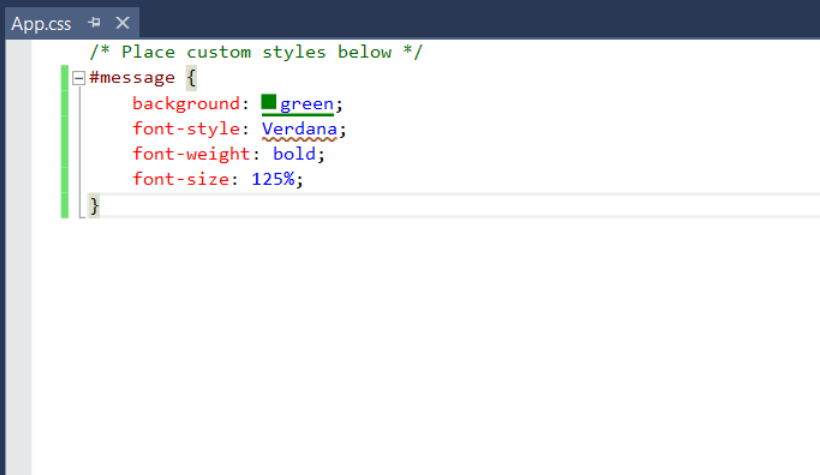 App.css
/* Place custom styles below */
#message {
background: green;
font-style: Verdana;
font-weight: bold;
font-size: 125%;
}